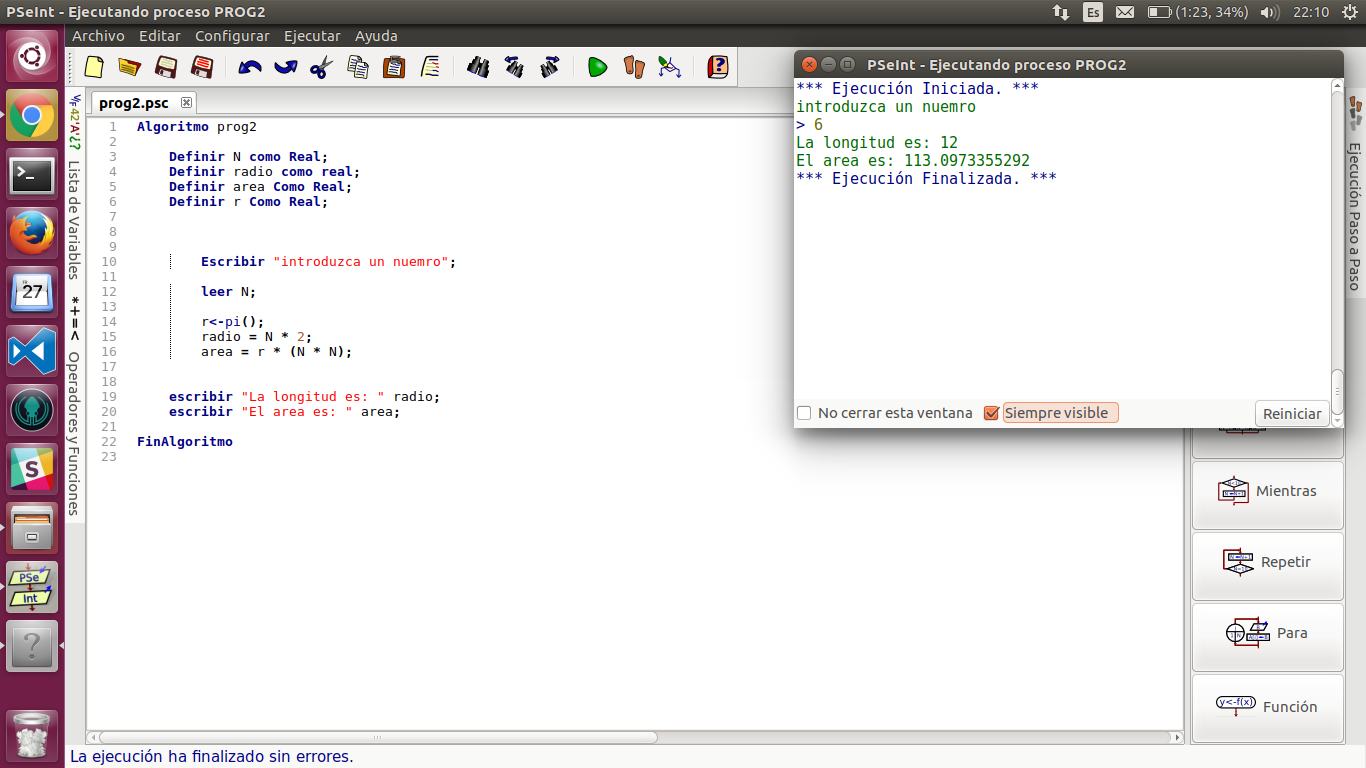 PSeInt - Ejecutando proceso PROG2
Es
(1:23, 34%)
22:10
Archivo Editar Configurar Ejecutar Ayuda
prog2.psc
1 Algoritmo prog2
2
3 Definir N como Real;
4 Definir radio como real;
5 Definir area Como Real;
6 Definir r Como Real;
7
8
9
10 Escribir "introduzca un nuemro";
11
12 leer N;
13
14 r<-pi();
15 radio = N * 2;
16 area = r * (N * N);
17
18
19 escribir "La longitud es: " radio;
20 escribir "El area es: " area;
21
22 FinAlgoritmo
23
Lista de Variables
*+=<
Operadores y Funciones
27
S
PSe
Int
?
PSeInt - Ejecutando proceso PROG2
*** Ejecución Iniciada. ***
introduzca un nuemro
> 6
La longitud es: 12
El area es: 113.0973355292
*** Ejecución Finalizada. ***
No cerrar esta ventana
Siempre visible
Reiniciar
Ejecución Paso a Paso
Mientras
Repetir
Para
y<-f(x)
Función
La ejecución ha finalizado sin errores.